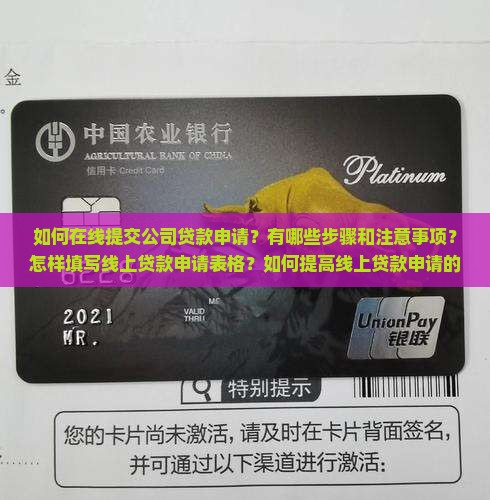 金
中国农业银行
AGRICULTURAL BANK OF CHINA
信用卡 Credit Card
Platinum
如何在线提交公司贷款申请？有哪些步骤和注意事项？
怎样填写线上贷款申请表格？如何提高线上贷款申请的
2021
VALID
THRU
MR.
UnionPay
银联
特别提示
您的卡片尚未激活，请及时在卡片背面签名，
并可通过以下渠道进行激活：